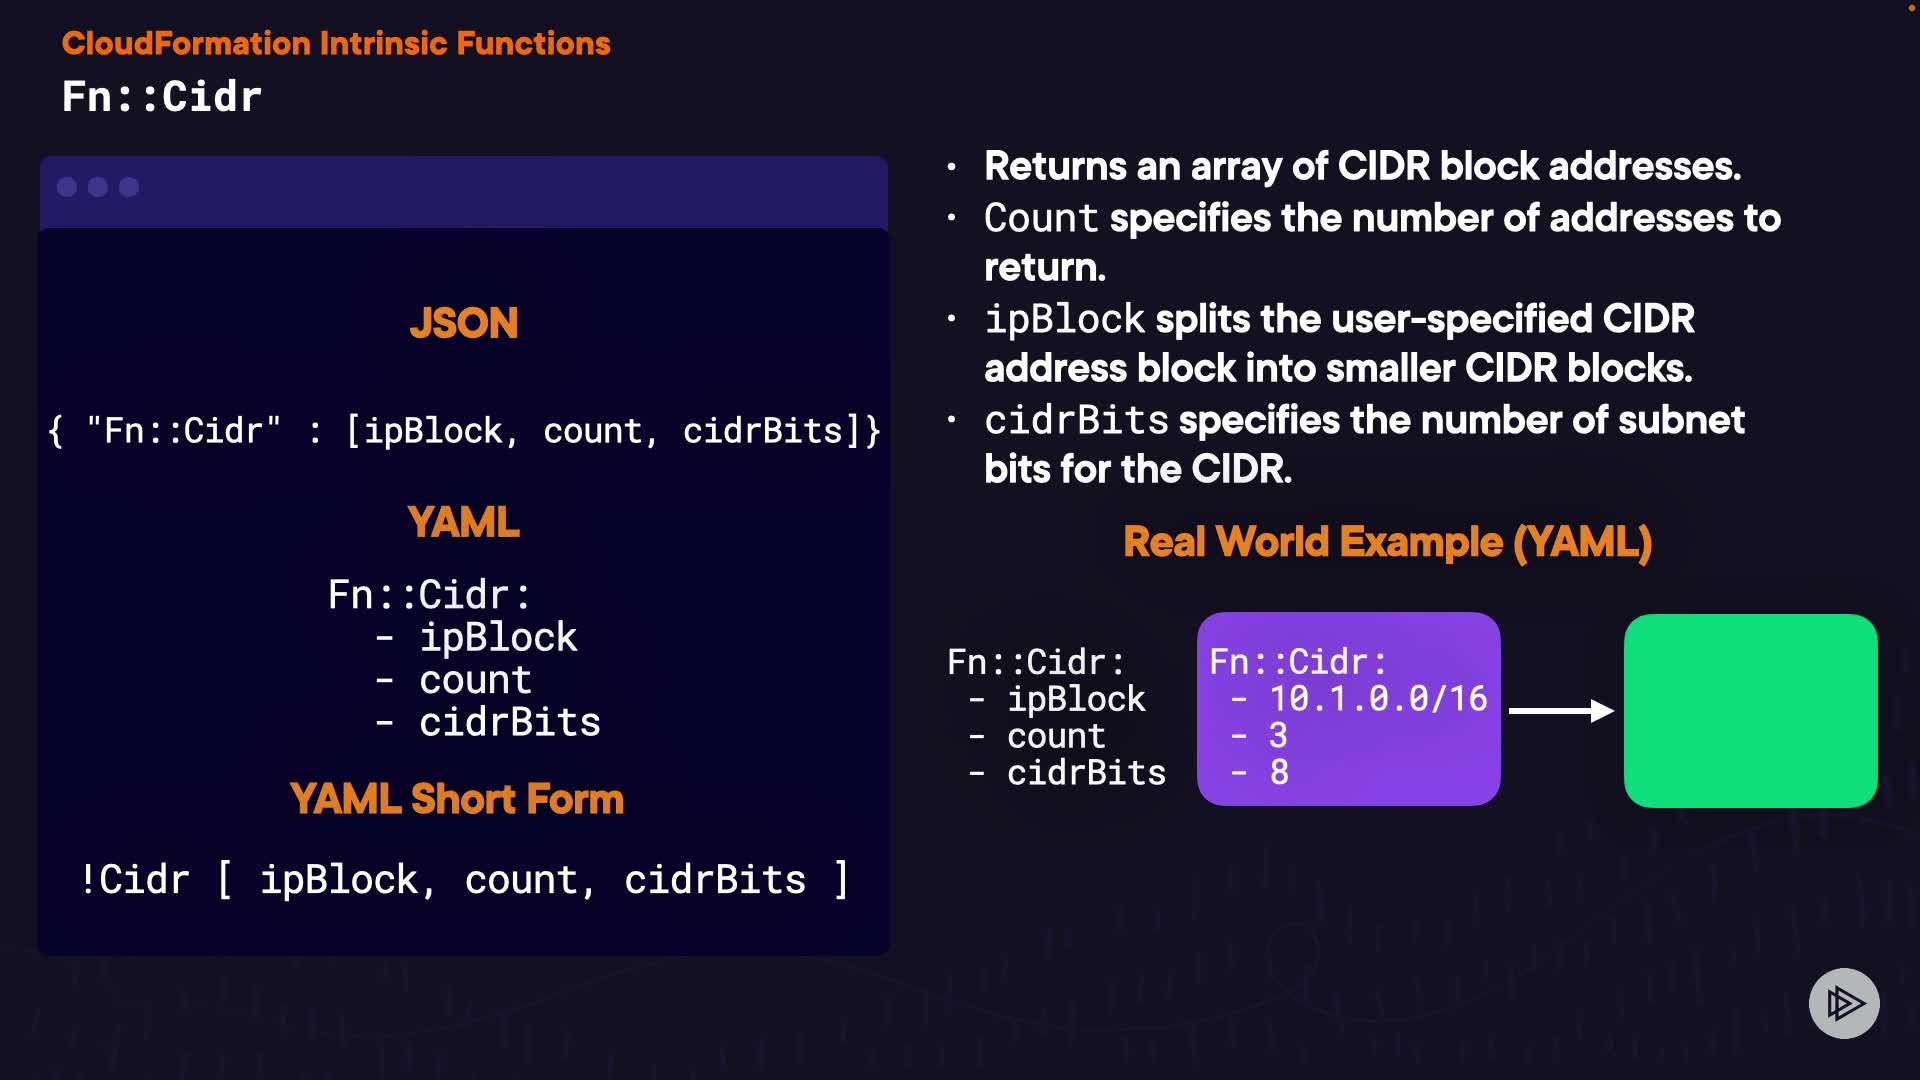 CloudFormation Intrinsic Functions
Fn::Cidr
JSON
{ "Fn::Cidr" : [ipBlock, count, cidrBits]}
YAML
Fn::Cidr:
- ipBlock
- count
- cidrBits
YAML Short Form
!Cidr [ ipBlock, count, cidrBits ]
• Returns an array of CIDR block addresses.
• Count specifies the number of addresses to
return.
• ipBlock splits the user-specified CIDR
address block into smaller CIDR blocks.
• cidrBits specifies the number of subnet
bits for the CIDR.
Real World Example (YAML)
Fn::Cidr:
- ipBlock
- count
- cidrBits
Fn::Cidr:
- 10.1.0.0/16
- 3
- 8